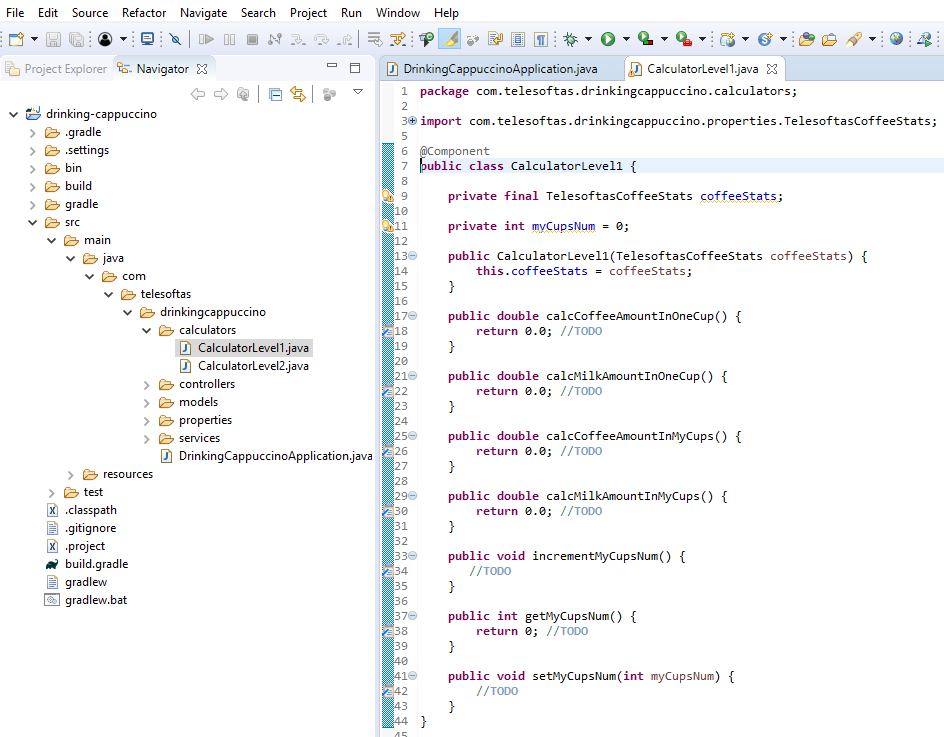 File Edit Source Refactor Navigate Search Project Run Window Help
Project Explorer Navigator
drinking-cappuccino
.gradle
.settings
bin
build
gradle
src
main
java
com
telesoftas
drinkingcappuccino
calculators
CalculatorLevel1.java
CalculatorLevel2.java
controllers
models
properties
services
DrinkingCappuccinoApplication.java
resources
test
.classpath
.gitignore
.project
build.gradle
gradlew
gradlew.bat
DrinkingCappuccinoApplication.java CalculatorLevel1.java
1 package com.telesoftas.drinkingcappuccino.calculators;
2
3 import com.telesoftas.drinkingcappuccino.properties.TelesoftasCoffeeStats;
5
6 @Component
7 public class CalculatorLevel1 {
8
9 private final TelesoftasCoffeeStats coffeeStats;
10
11 private int myCupsNum = 0;
12
13 public CalculatorLevel1(TelesoftasCoffeeStats coffeeStats) {
14 this.coffeeStats = coffeeStats;
15 }
16
17 public double calcCoffeeAmountInOneCup() {
18 return 0.0; //TODO
19 }
20
21 public double calcMilkAmountInOneCup() {
22 return 0.0; //TODO
23 }
24
25 public double calcCoffeeAmountInMyCups() {
26 return 0.0; //TODO
27 }
28
29 public double calcMilkAmountInMyCups() {
30 return 0.0; //TODO
31 }
32
33 public void incrementMyCupsNum() {
34 //TODO
35 }
36
37 public int getMyCupsNum() {
38 return 0; //TODO
39 }
40
41 public void setMyCupsNum(int myCupsNum) {
42 //TODO
43 }
44 }
45